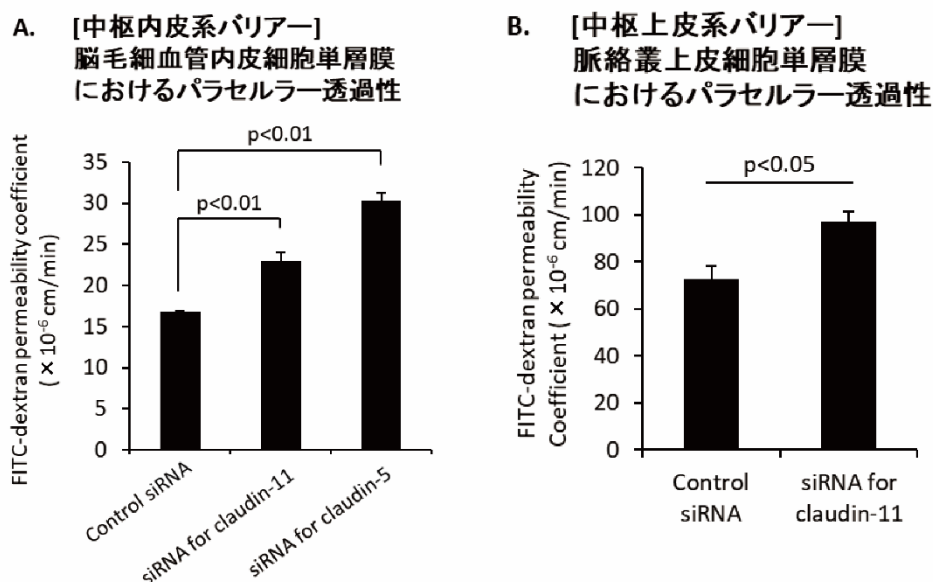 A.
[中枢内皮系バリアー]
脳毛細血管内皮細胞単層膜
におけるパラセルラー透過性
FITC-dextran permeability coefficient
( × 10-6 cm/min)
35
30
25
20
15
10
5
0
p<0.01
p<0.01
Control siRNA
siRNA for claudin-11
siRNA for claudin-5
B.
[中枢上皮系バリアー]
脈絡叢上皮細胞単層膜
におけるパラセルラー透過性
FITC-dextran permeability
Coefficient ( × 10-6 cm/min)
120
100
80
60
40
20
0
p<0.05
Control
siRNA
siRNA for
claudin-11